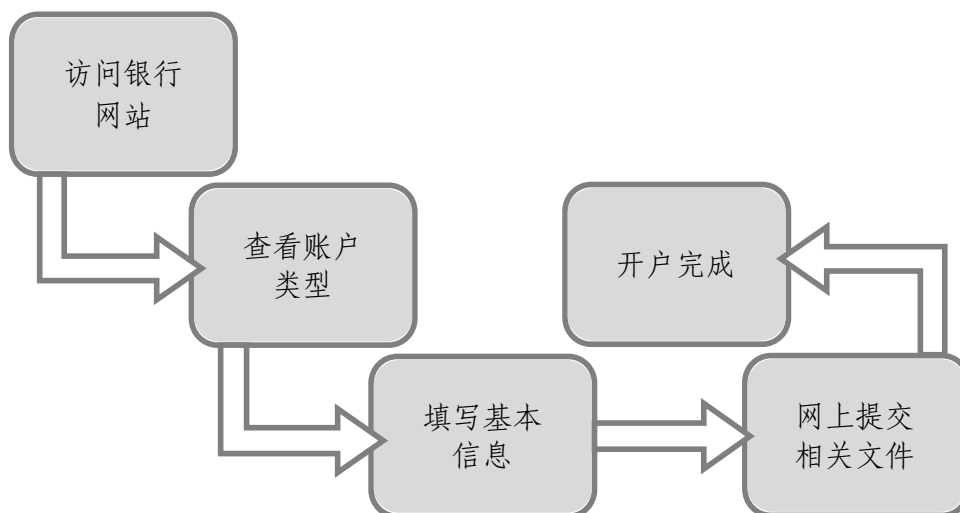 访问银行
网站
查看账户
类型
填写基本
信息
网上提交
相关文件
开户完成